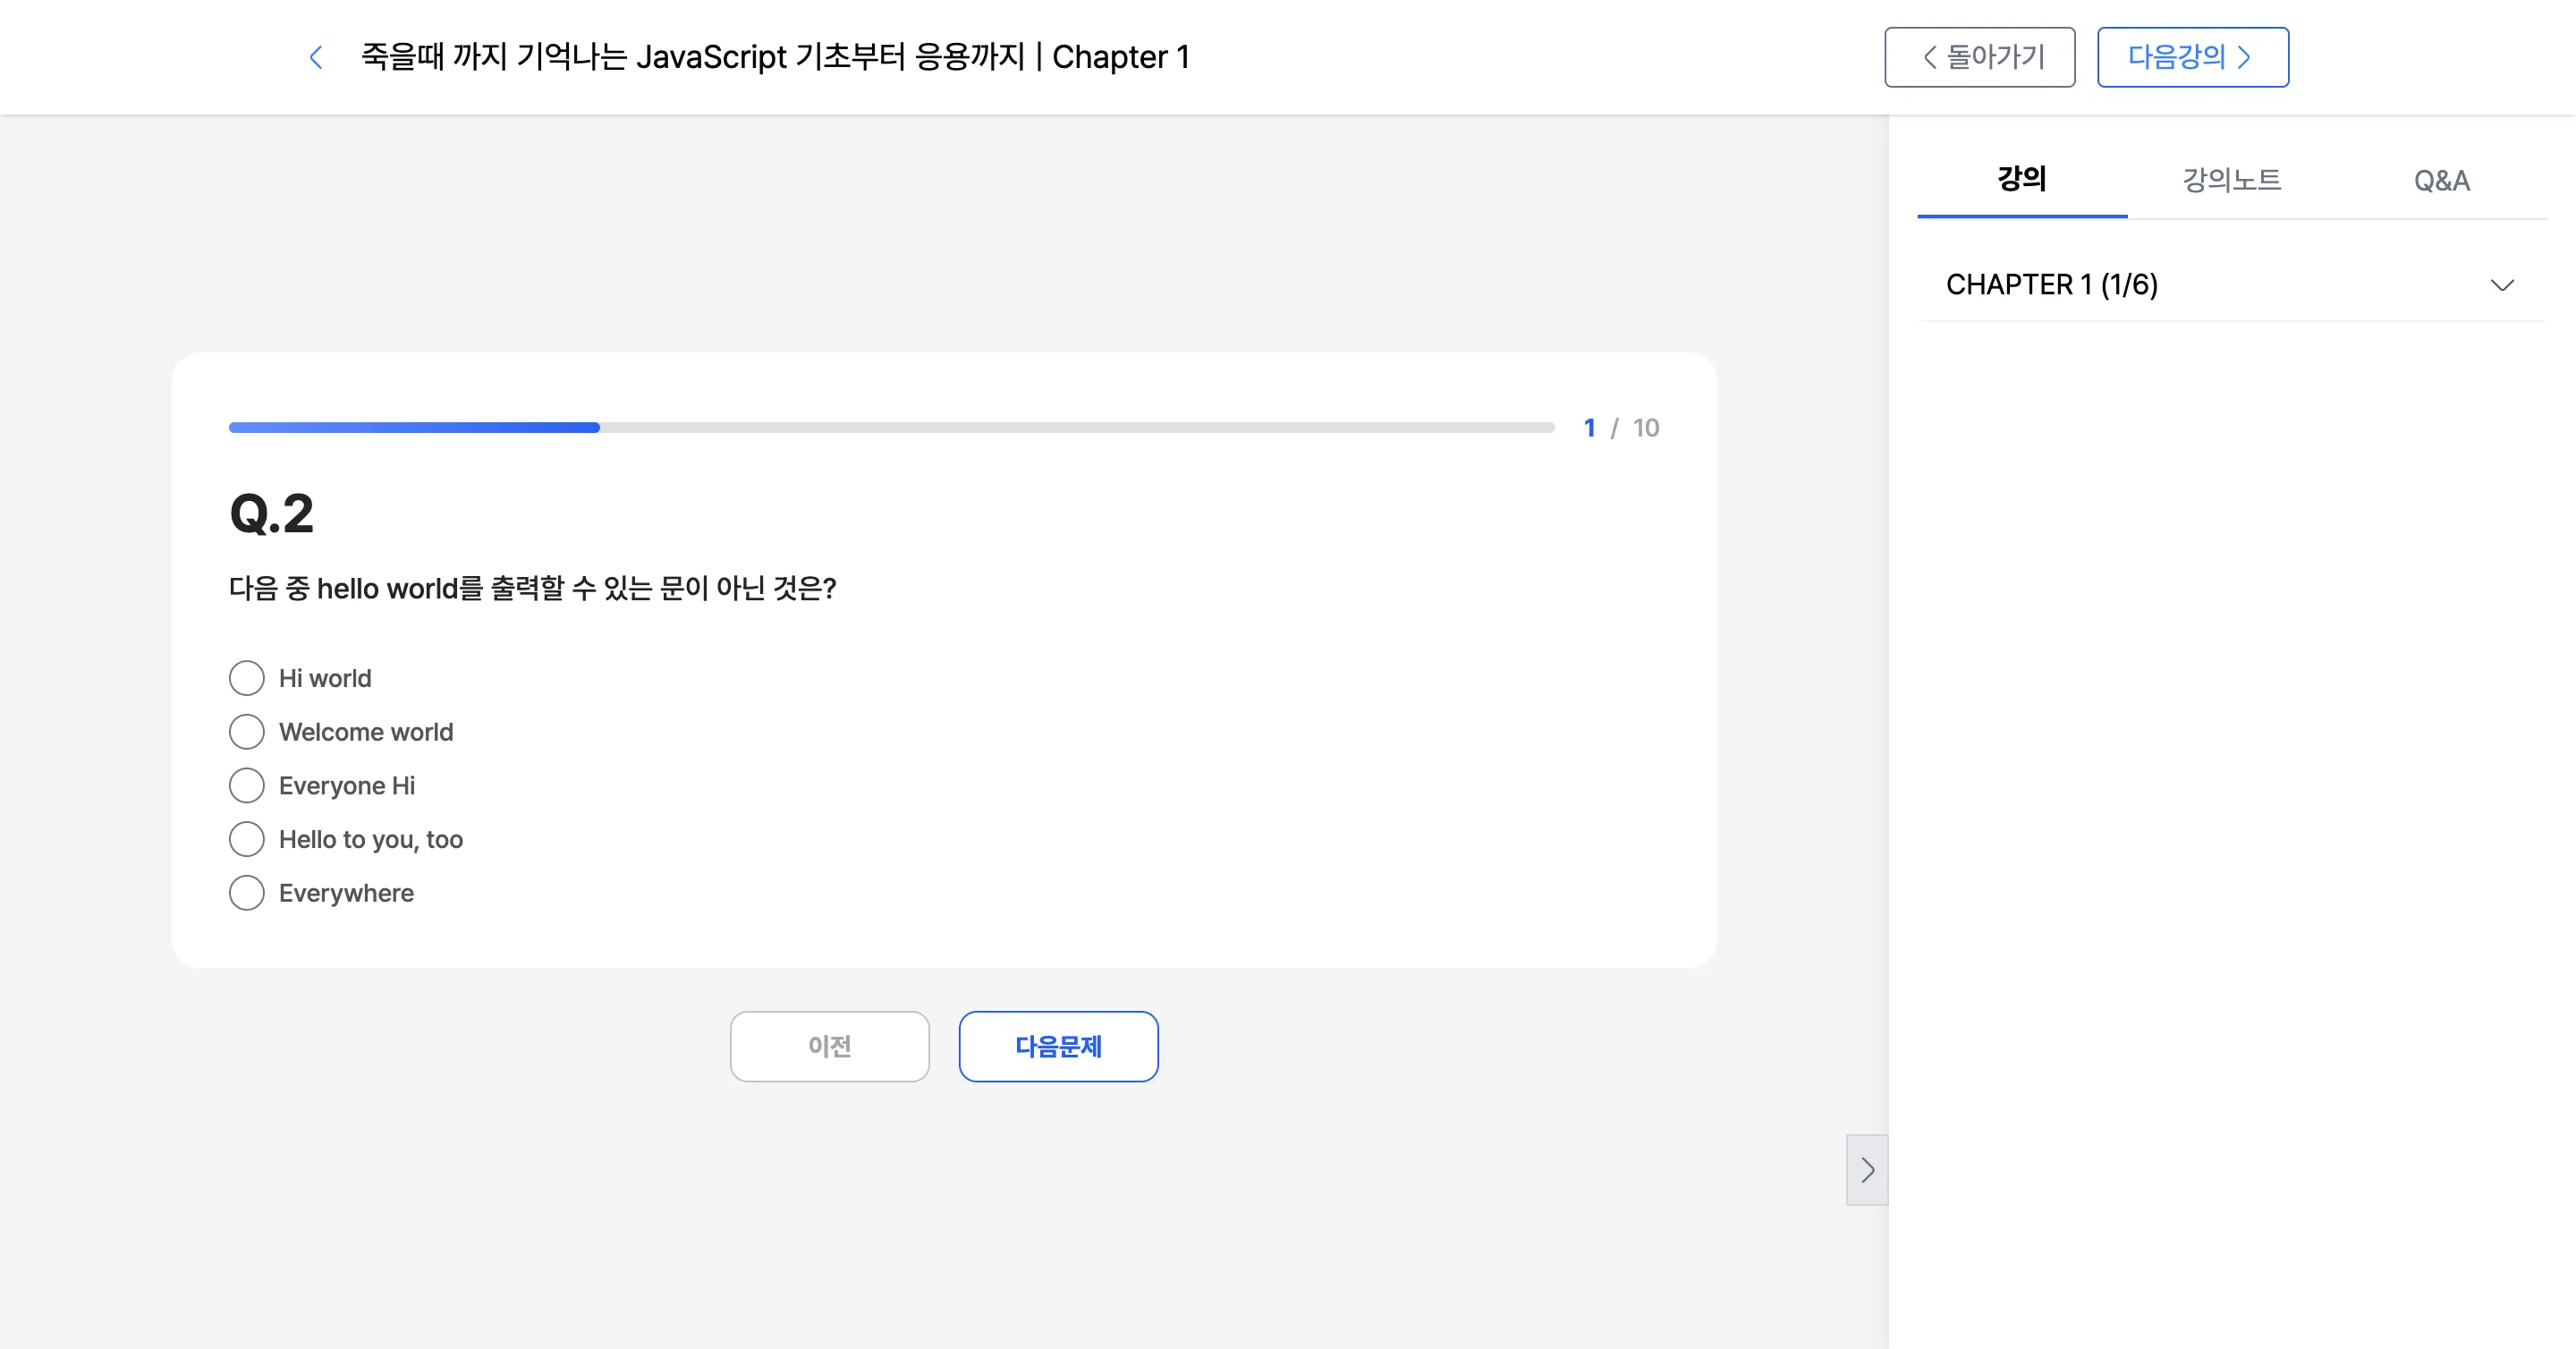 죽을때 까지 기억나는 JavaScript 기초부터 응용까지 | Chapter 1
돌아가기
다음강의
강의
강의노트
Q&A
CHAPTER 1 (1/6)
1 / 10
Q.2
다음 중 hello world를 출력할 수 있는 문이 아닌 것은?
Hi world
Welcome world
Everyone Hi
Hello to you, too
Everywhere
이전
다음문제